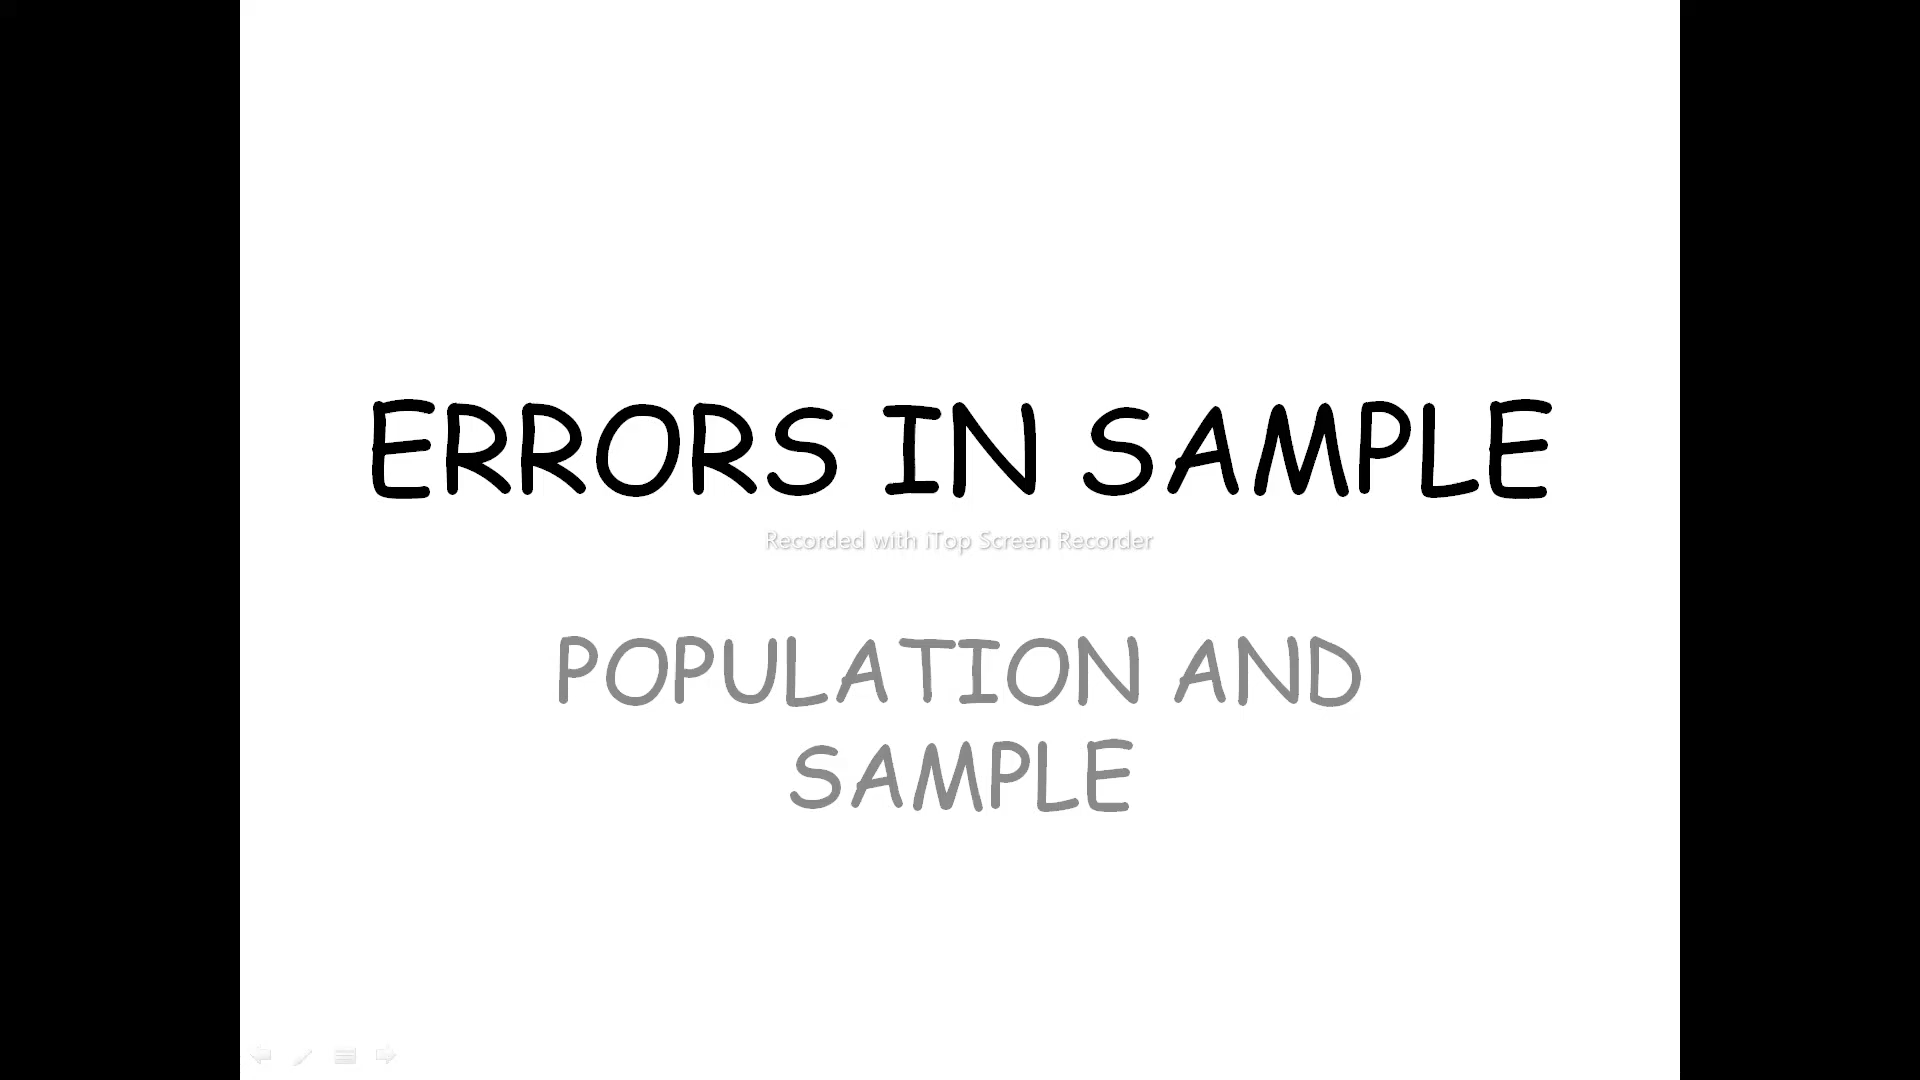 ERRORS IN SAMPLE
Recorded with iTop Screen Recorder
POPULATION AND
SAMPLE